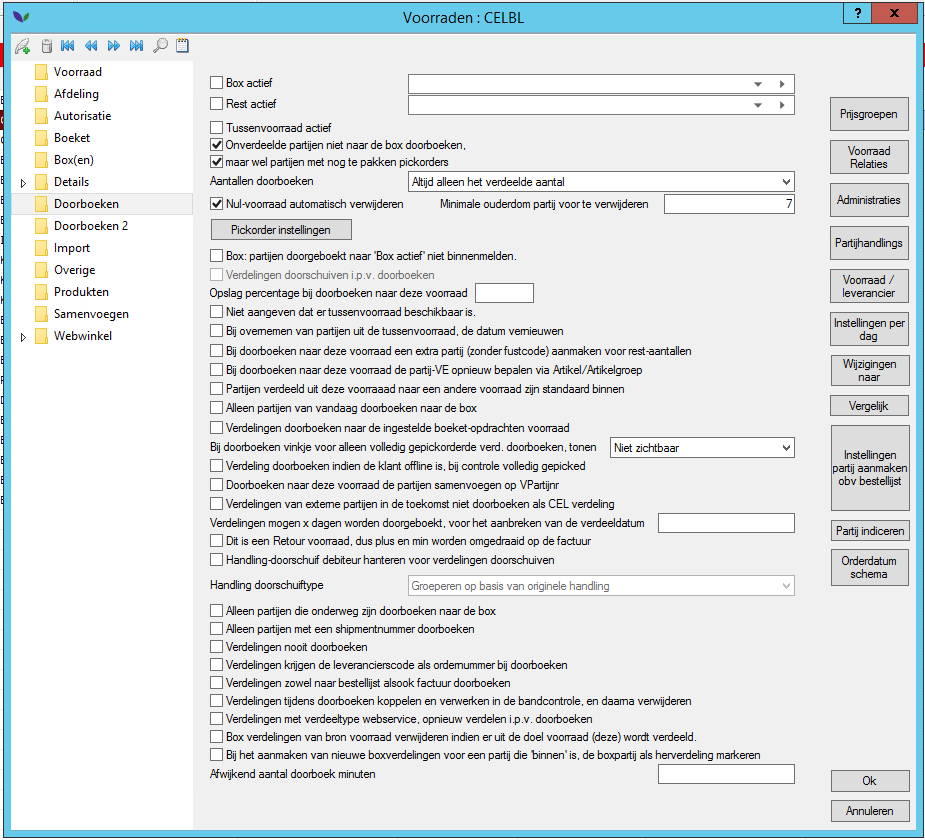 Voorraden : CELBL
?
X
Voorraad
Afdeling
Autorisatie
Boeket
Box(en)
Details
Doorboeken
Doorboeken 2
Import
Overige
Produkten
Samenvoegen
Webwinkel
Box actief
Rest actief
Tussenvoorraad actief
Onverdeelde partijen niet naar de box doorboeken,
maar wel partijen met nog te pakken pickorders
Aantallen doorboeken
Altijd alleen het verdeelde aantal
Nul-voorraad automatisch verwijderen
Minimale ouderdom partij voor te verwijderen
7
Pickorder instellingen
Box: partijen doorgeboekt naar 'Box actief' niet binnenmelden.
Verdelingen doorschuiven i.p.v. doorboeken
Opslag percentage bij doorboeken naar deze voorraad
Niet aangeven dat er tussenvoorraad beschikbaar is.
Bij overnemen van partijen uit de tussenvoorraad, de datum vernieuwen
Bij doorboeken naar deze voorraad een extra partij (zonder fustcode) aanmaken voor rest-aantallen
Bij doorboeken naar deze voorraad de partij-VE opnieuw bepalen via Artikel/Artikelgroep
Partijen verdeeld uit deze voorraaad naar een andere voorraad zijn standaard binnen
Alleen partijen van vandaag doorboeken naar de box
Verdelingen doorboeken naar de ingestelde boeket-opdrachten voorraad
Bij doorboeken vinkje voor alleen volledig gepickorderde verd. doorboeken, tonen
Niet zichtbaar
Verdeling doorboeken indien de klant offline is, bij controle volledig gepicked
Doorboeken naar deze voorraad de partijen samenvoegen op VPartijnr
Verdelingen van externe partijen in de toekomst niet doorboeken als CEL verdeling
Verdelingen mogen x dagen worden doorgeboekt, voor het aanbreken van de verdeeldatum
Dit is een Retour voorraad, dus plus en min worden omgedraaid op de factuur
Handling-doorschuif debiteur hanteren voor verdelingen doorschuiven
Handling doorschuiftype
Groeperen op basis van originele handling
Alleen partijen die onderweg zijn doorboeken naar de box
Alleen partijen met een shipmentnummer doorboeken
Verdelingen nooit doorboeken
Verdelingen krijgen de leverancierscode als ordernummer bij doorboeken
Verdelingen zowel naar bestellijst alsook factuur doorboeken
Verdelingen tijdens doorboeken koppelen en verwerken in de bandcontrole, en daarna verwijderen
Verdelingen met verdeeltype webservice, opnieuw verdelen i.p.v. doorboeken
Box verdelingen van bron voorraad verwijderen indien er uit de doel voorraad (deze) wordt verdeeld.
Bij het aanmaken van nieuwe boxverdelingen voor een partij die 'binnen' is, de boxpartij als herverdeling markeren
Afwijkend aantal doorboek minuten
Prijsgroepen
Voorraad
Relaties
Administraties
Partijhandlings
Voorraad /
leverancier
Instellingen per
dag
Wijzigingen
naar
Vergelijk
Instellingen
partij aanmaken
obv bestellijst
Partij indiceren
Orderdatum
schema
Ok
Annuleren